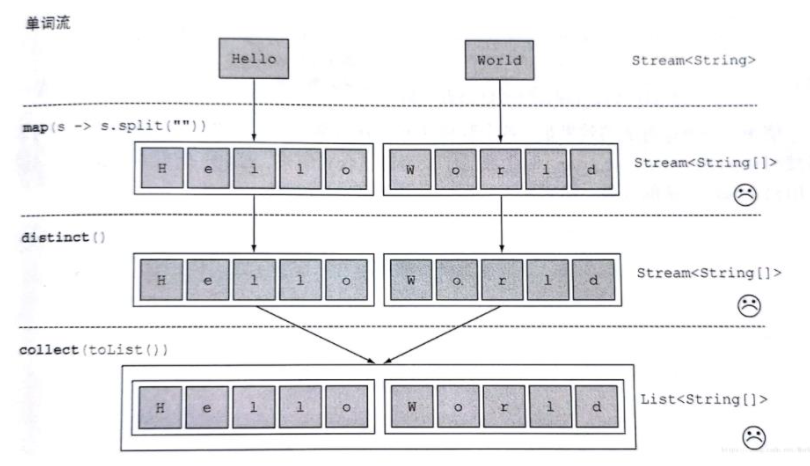 单词流
Hello World Stream<String>
map(s -> s.split(""))
H e l l o W o r l d Stream<String[]>
distinct()
H e l l o W o r l d Stream<String[]>
collect(toList())
H e l l o W o r l d List<String[]>